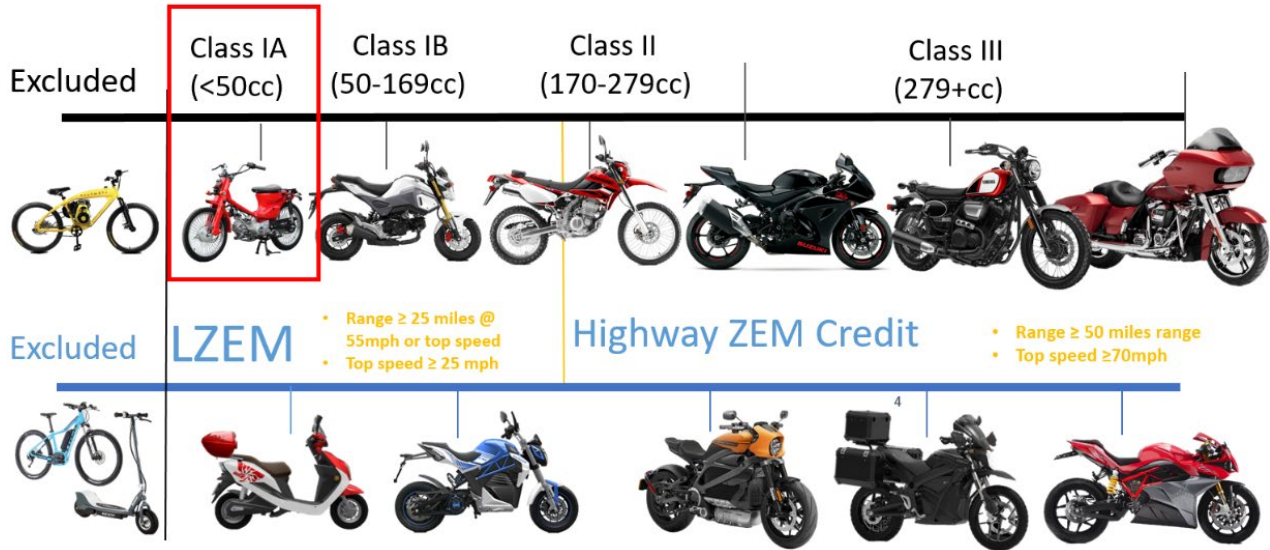 Excluded
Class IA
(<50cc)
Class IB
(50-169cc)
Class II
(170-279cc)
Class III
(279+cc)
SUZUKI
Excluded
LZEM
• Range ≥ 25 miles @
55mph or top speed
• Top speed ≥ 25 mph
Highway ZEM Credit
• Range ≥ 50 miles range
• Top speed ≥70mph
4